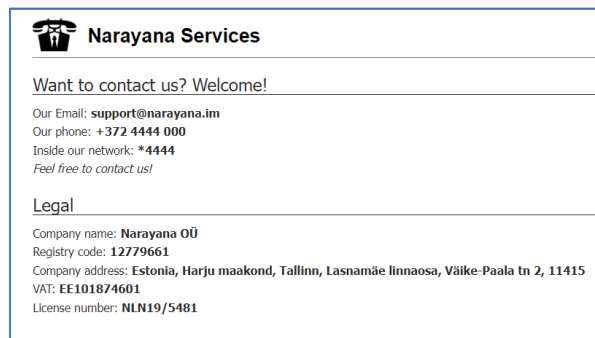 Narayana Services
Want to contact us? Welcome!
Our Email: support@narayana.im
Our phone: +372 4444 000
Inside our network: *4444
Feel free to contact us!
Legal
Company name: Narayana OÜ
Registry code: 12779661
Company address: Estonia, Harju maakond, Tallinn, Lasnamäe linnaosa, Väike-Paala tn 2, 11415
VAT: EE101874601
License number: NLN19/5481